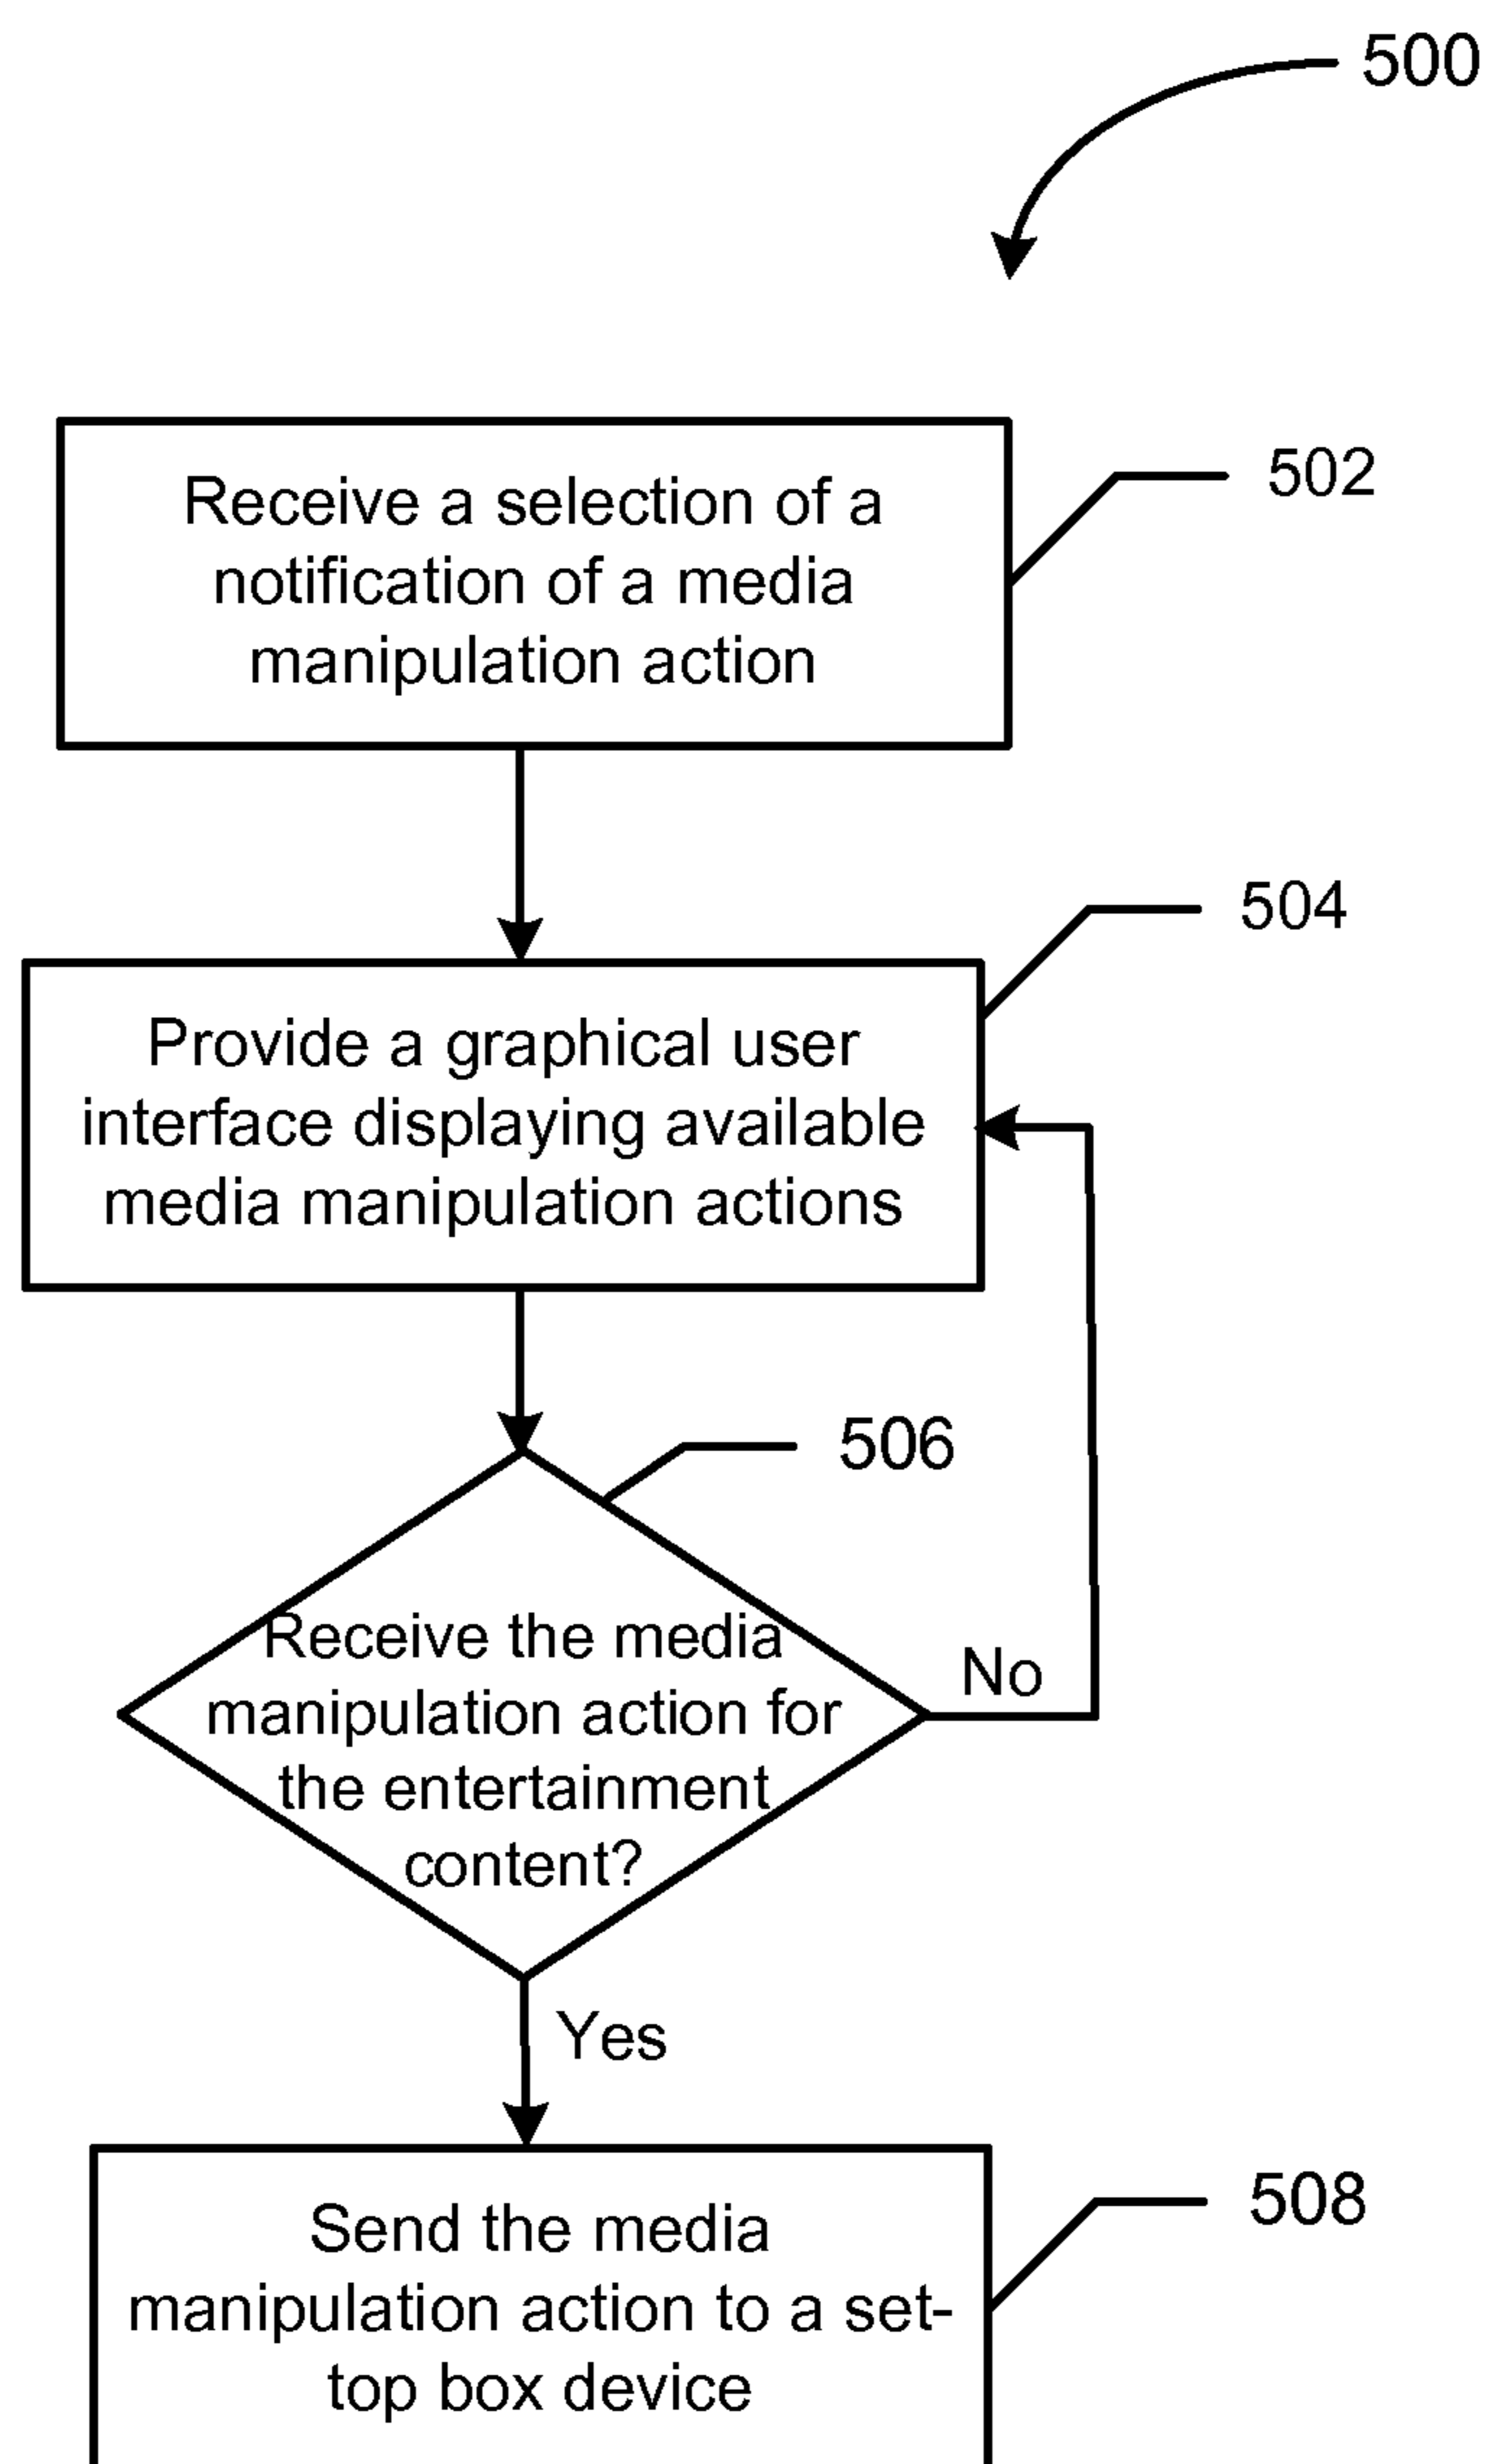 500
Receive a selection of a
notification of a media
manipulation action
502
504
Provide a graphical user
interface displaying available
media manipulation actions
506
Receive the media
manipulation action for
the entertainment
content?
No
Yes
Send the media
manipulation action to a set-
top box device
508